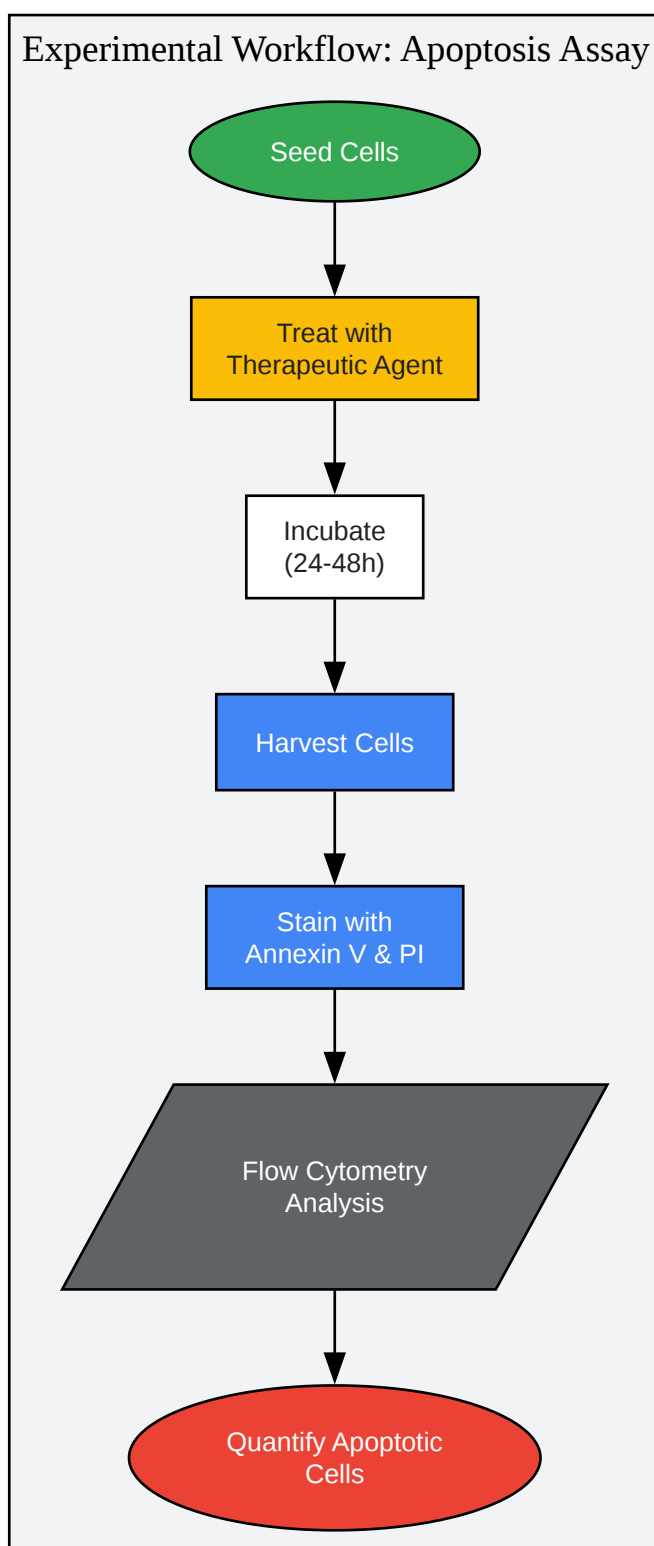 Experimental Workflow: Apoptosis Assay
Seed Cells
Treat with
Therapeutic Agent
Incubate
(24-48h)
Harvest Cells
Stain with
Annexin V & PI
Flow Cytometry
Analysis
Quantify Apoptotic
Cells